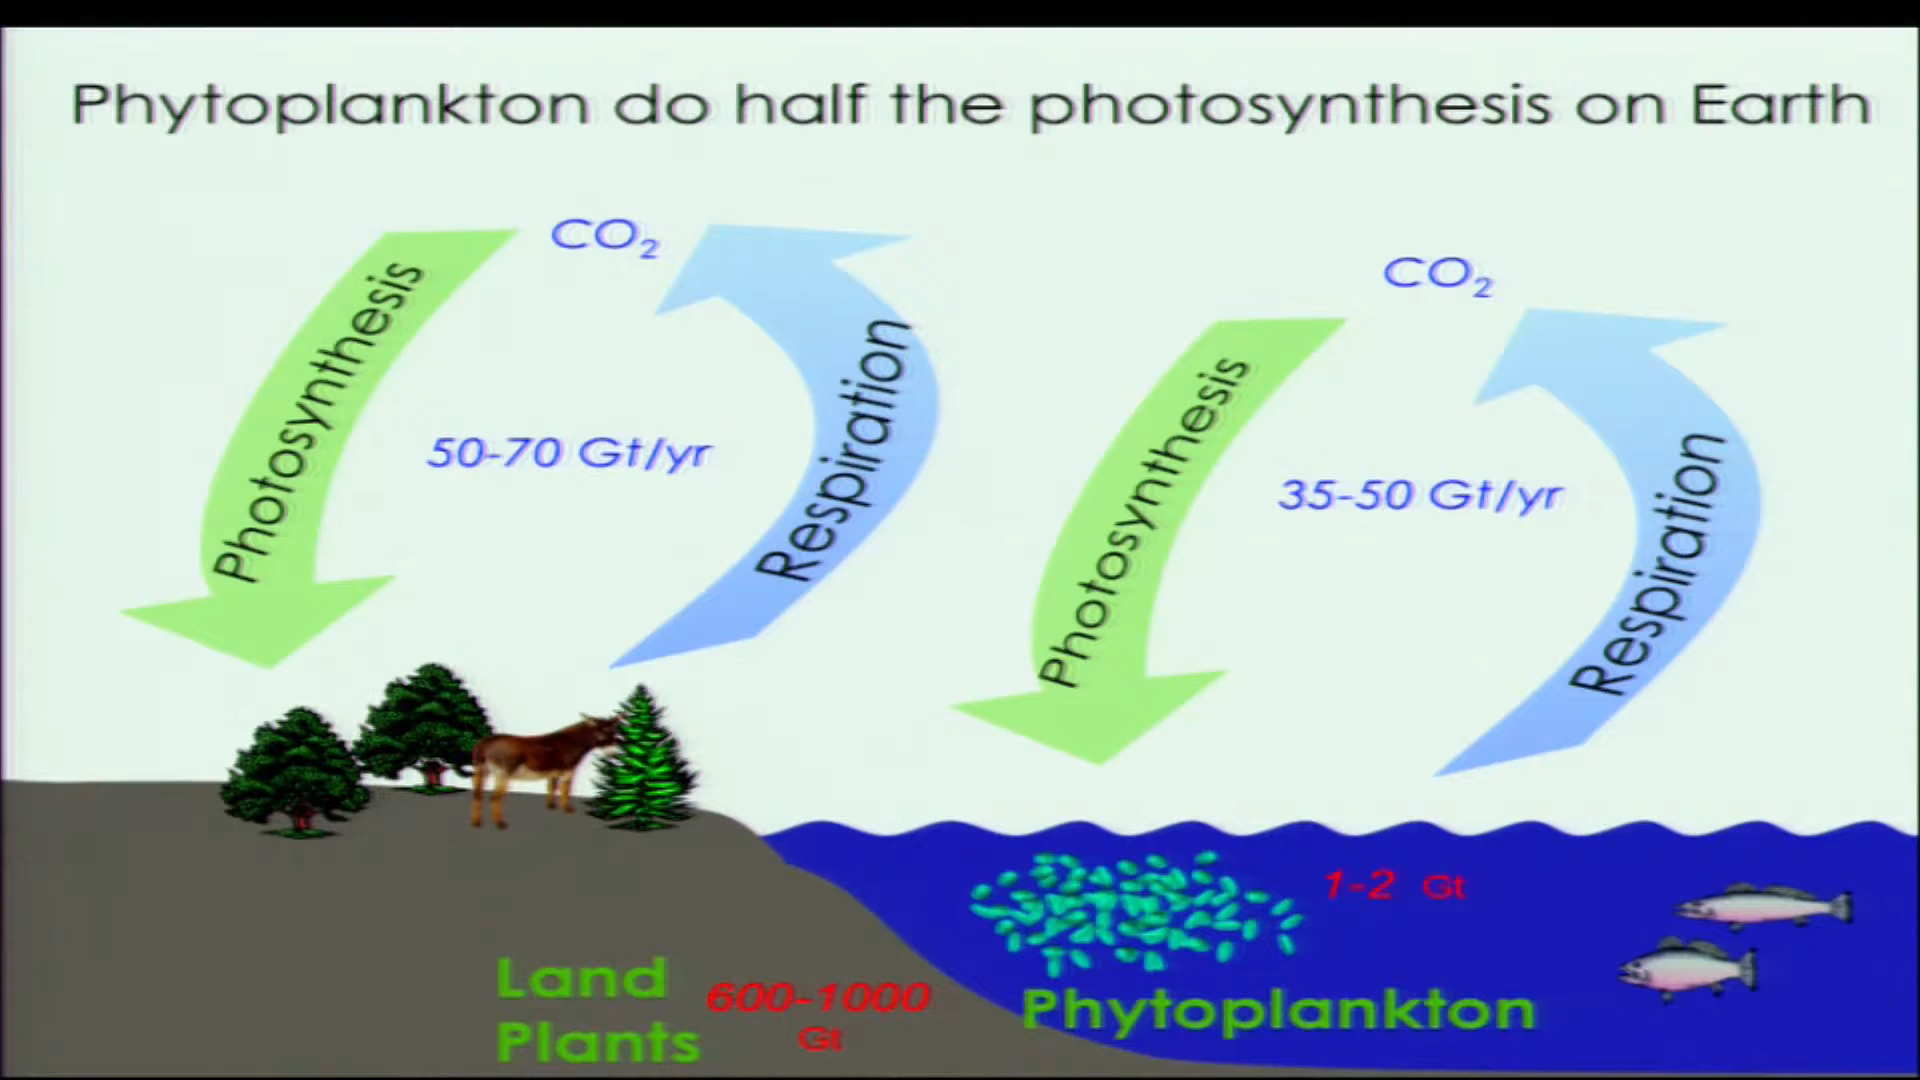 Phytoplankton do half the photosynthesis on Earth
CO₂
Photosynthesis
50-70 Gt/yr
Respiration
CO₂
Photosynthesis
35-50 Gt/yr
Respiration
Land
Plants
600-1000
Gt
1-2 Gt
Phytoplankton